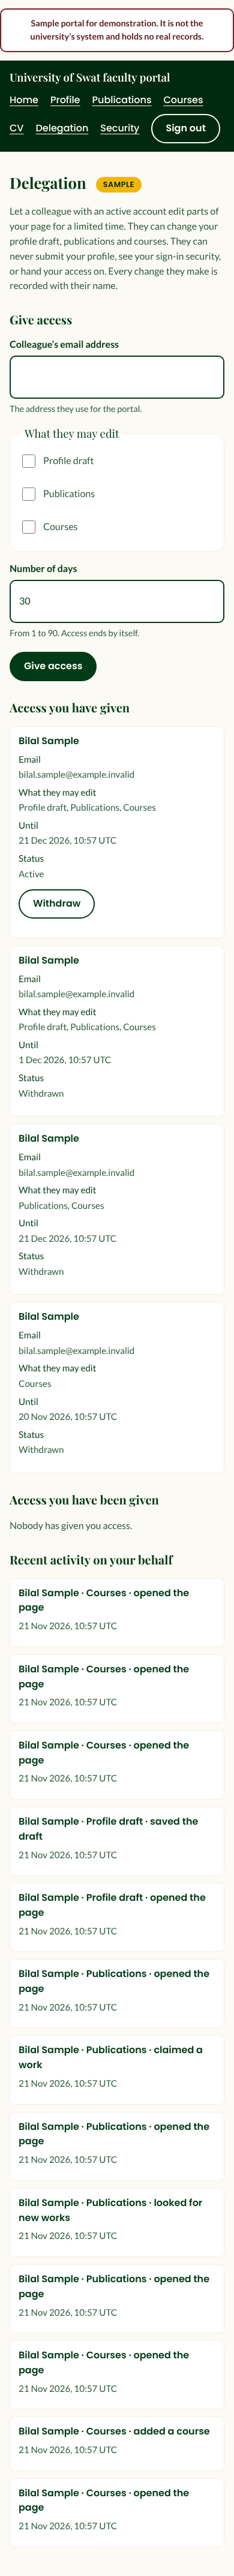 Sample portal for demonstration. It is not the
university's system and holds no real records.
University of Swat faculty portal
Home Profile Publications Courses
CV Delegation Security Sign out
Delegation SAMPLE
Let a colleague with an active account edit parts of
your page for a limited time. They can change your
profile draft, publications and courses. They can
never submit your profile, see your sign-in security,
or hand your access on. Every change they make is
recorded with their name.
Give access
Colleague's email address
The address they use for the portal.
What they may edit
Profile draft
Publications
Courses
Number of days
30
From 1 to 90. Access ends by itself.
Give access
Access you have given
Bilal Sample
Email
bilal.sample@example.invalid
What they may edit
Profile draft, Publications, Courses
Until
21 Dec 2026, 10:57 UTC
Status
Active
Withdraw
Bilal Sample
Email
bilal.sample@example.invalid
What they may edit
Profile draft, Publications, Courses
Until
1 Dec 2026, 10:57 UTC
Status
Withdrawn
Bilal Sample
Email
bilal.sample@example.invalid
What they may edit
Publications, Courses
Until
21 Dec 2026, 10:57 UTC
Status
Withdrawn
Bilal Sample
Email
bilal.sample@example.invalid
What they may edit
Courses
Until
20 Nov 2026, 10:57 UTC
Status
Withdrawn
Access you have been given
Nobody has given you access.
Recent activity on your behalf
Bilal Sample · Courses · opened the
page
21 Nov 2026, 10:57 UTC
Bilal Sample · Courses · opened the
page
21 Nov 2026, 10:57 UTC
Bilal Sample · Courses · opened the
page
21 Nov 2026, 10:57 UTC
Bilal Sample · Profile draft · saved the
draft
21 Nov 2026, 10:57 UTC
Bilal Sample · Profile draft · opened the
page
21 Nov 2026, 10:57 UTC
Bilal Sample · Publications · opened the
page
21 Nov 2026, 10:57 UTC
Bilal Sample · Publications · claimed a
work
21 Nov 2026, 10:57 UTC
Bilal Sample · Publications · opened the
page
21 Nov 2026, 10:57 UTC
Bilal Sample · Publications · looked for
new works
21 Nov 2026, 10:57 UTC
Bilal Sample · Publications · opened the
page
21 Nov 2026, 10:57 UTC
Bilal Sample · Courses · opened the
page
21 Nov 2026, 10:57 UTC
Bilal Sample · Courses · added a course
21 Nov 2026, 10:57 UTC
Bilal Sample · Courses · opened the
page
21 Nov 2026, 10:57 UTC